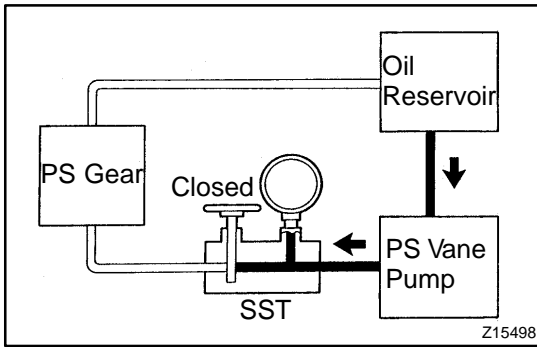 Oil
Reservoir
PS Gear
Closed
PS Vane
Pump
SST
Z15498